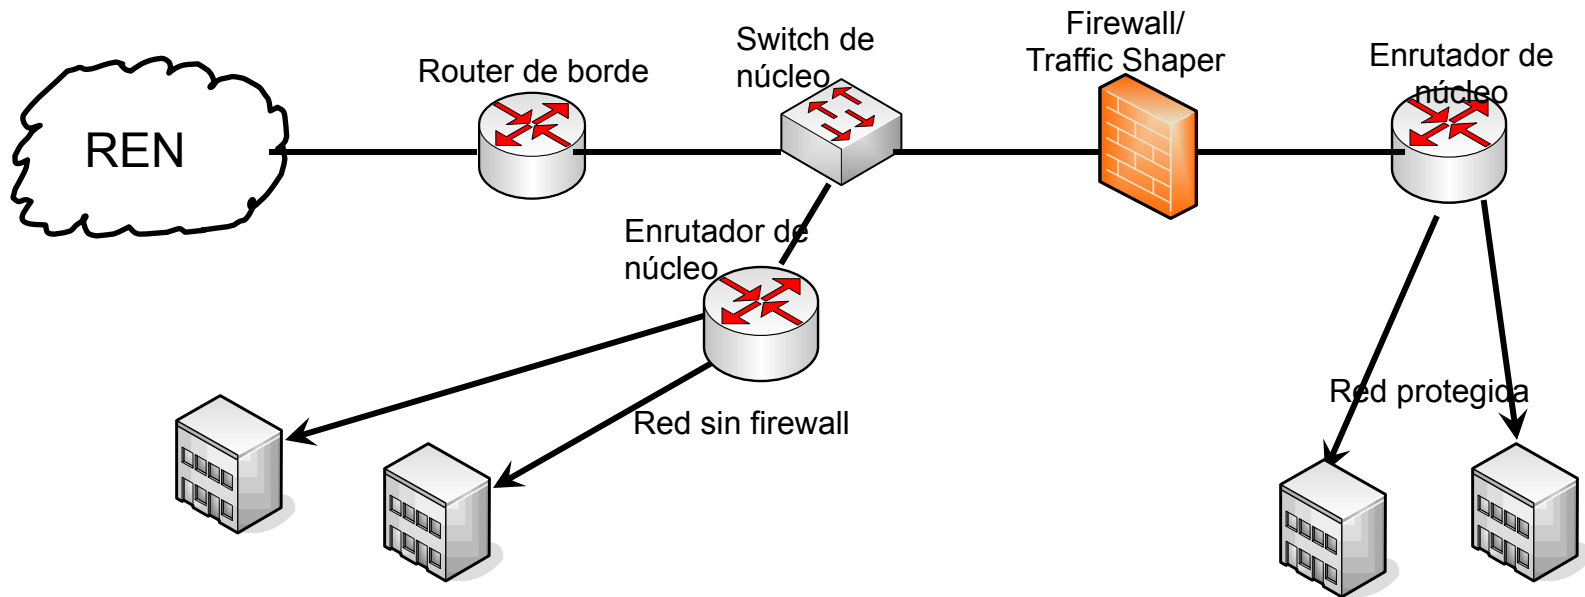 REN
Router de borde
Switch de
núcleo
Firewall/
Traffic Shaper
Enrutador de
núcleo
Enrutador de
núcleo
Red sin firewall
Red protegica